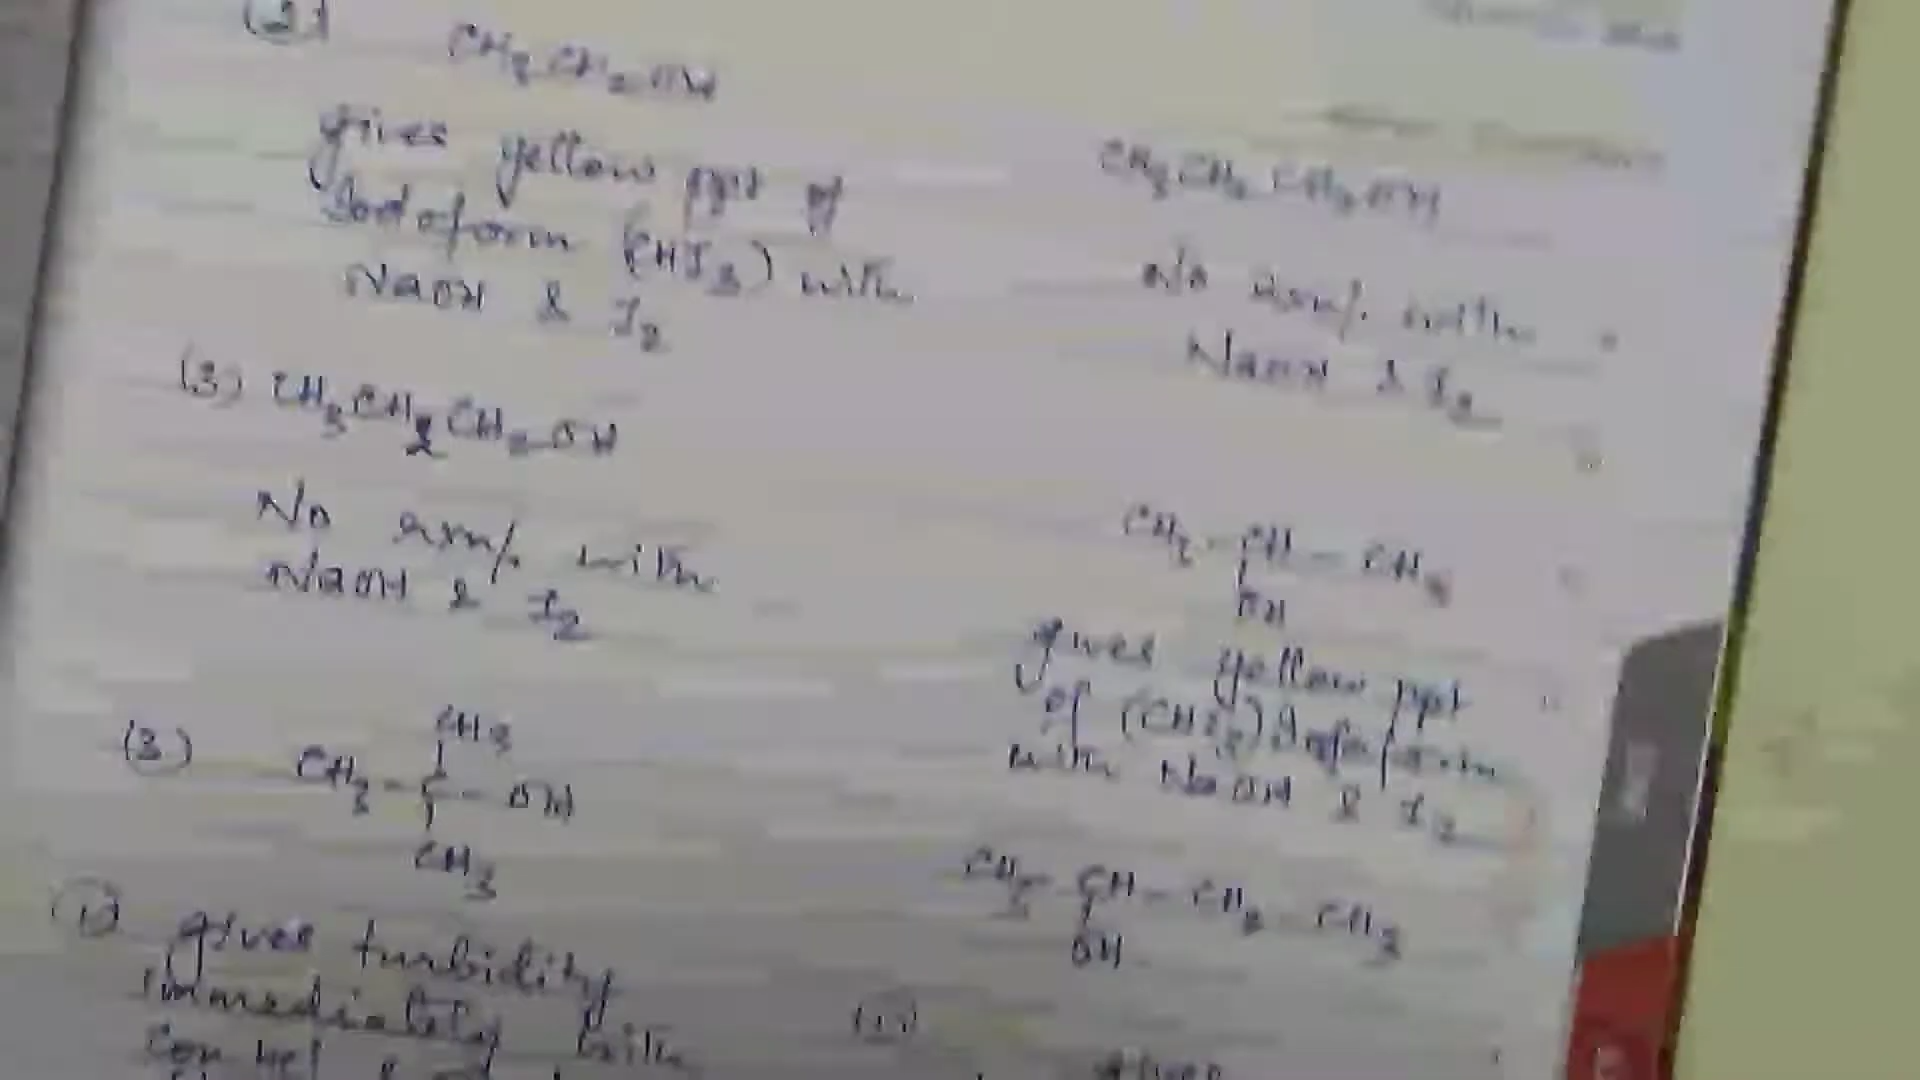 (2) CH3CH2OH
gives yellow ppt of
Iodoform (CHI3) with
NaOH & I2
CH3CH2CH2OH
No rxn/. with
NaOH & I2
(3) CH3CH2CH2OH
No rxn/. with
NaOH & I2
CH3-CH-CH3
OH
gives yellow ppt
of (CHI3) Iodoform
with NaOH & I2
(3)
CH3
CH3-C-OH
CH3
(i) gives turbidity
immediately with
CH3-CH-CH2-CH3
OH
(ii)
gives